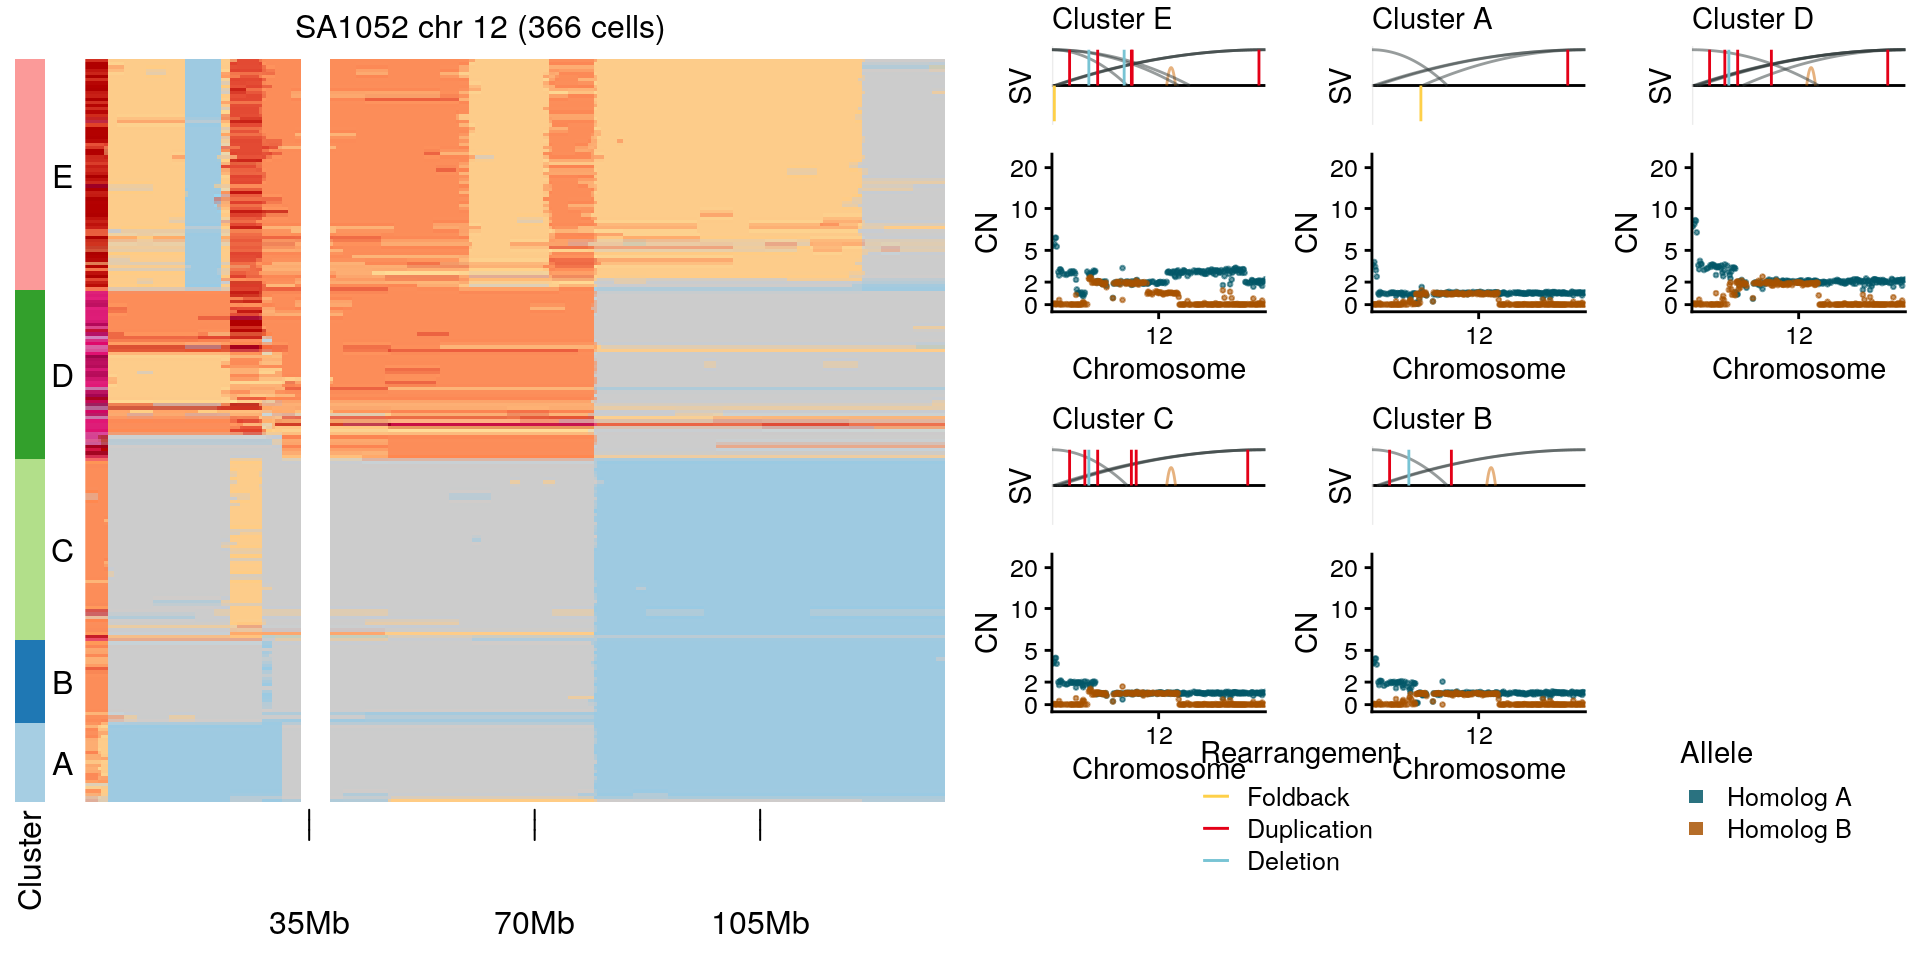 SA1052 chr 12 (366 cells)
E
D
C
B
A
Cluster
35Mb
70Mb
105Mb
Cluster E
SV
CN
20
10
5
2
0
12
Chromosome
Cluster A
SV
CN
20
10
5
2
0
12
Chromosome
Cluster D
SV
CN
20
10
5
2
0
12
Chromosome
Cluster C
SV
CN
20
10
5
2
0
12
Chromosome
Cluster B
SV
CN
20
10
5
2
0
12
Chromosome
Rearrangement
Foldback
Duplication
Deletion
Allele
Homolog A
Homolog B